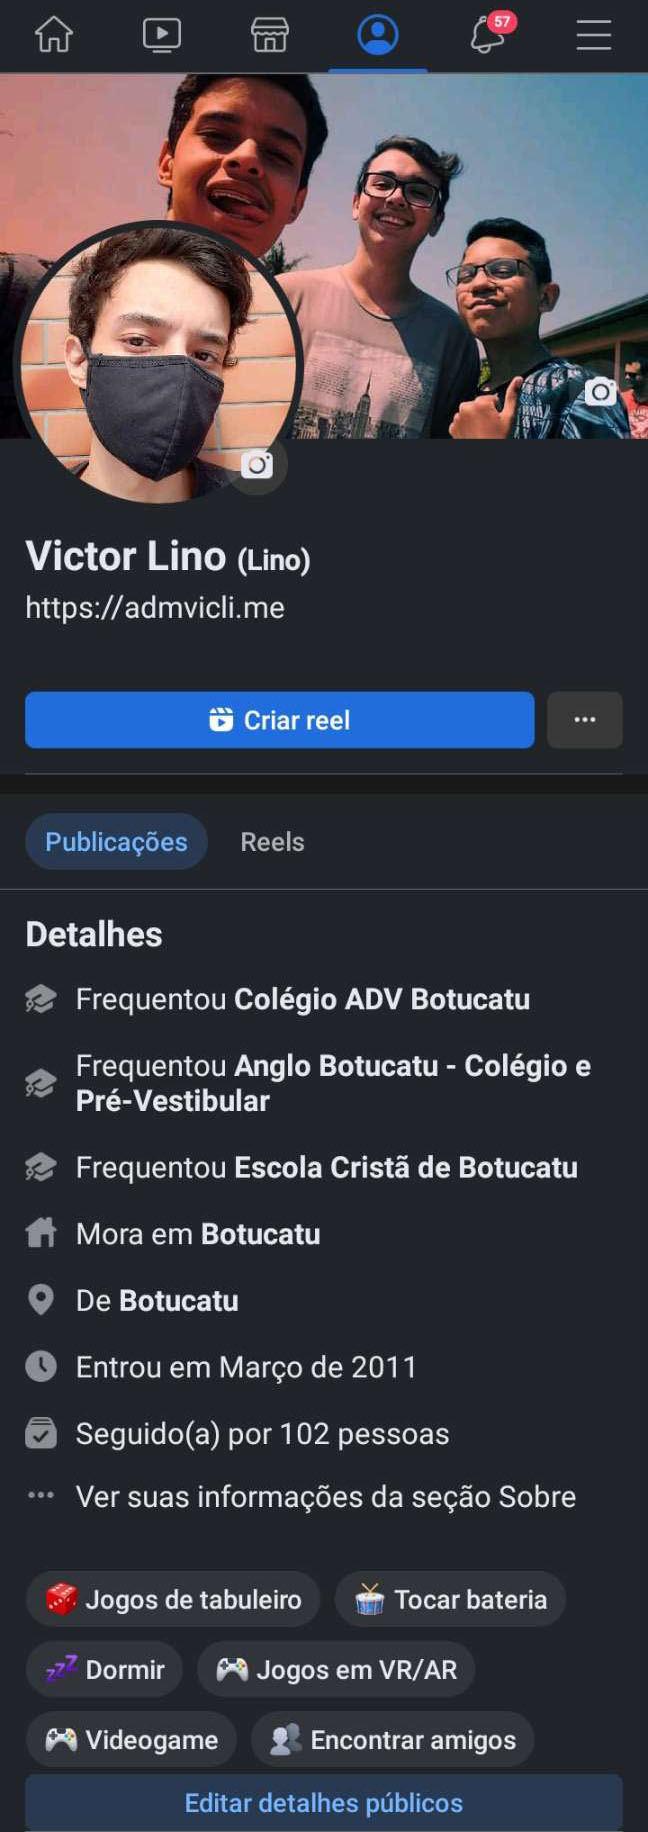 57
Victor Lino (Lino)
https://admvicli.me
Criar reel
Publicações Reels
Detalhes
Frequentou Colégio ADV Botucatu
Frequentou Anglo Botucatu - Colégio e
Pré-Vestibular
Frequentou Escola Cristã de Botucatu
Mora em Botucatu
De Botucatu
Entrou em Março de 2011
Seguido(a) por 102 pessoas
Ver suas informações da seção Sobre
Jogos de tabuleiro Tocar bateria
Dormir Jogos em VR/AR
Videogame Encontrar amigos
Editar detalhes públicos